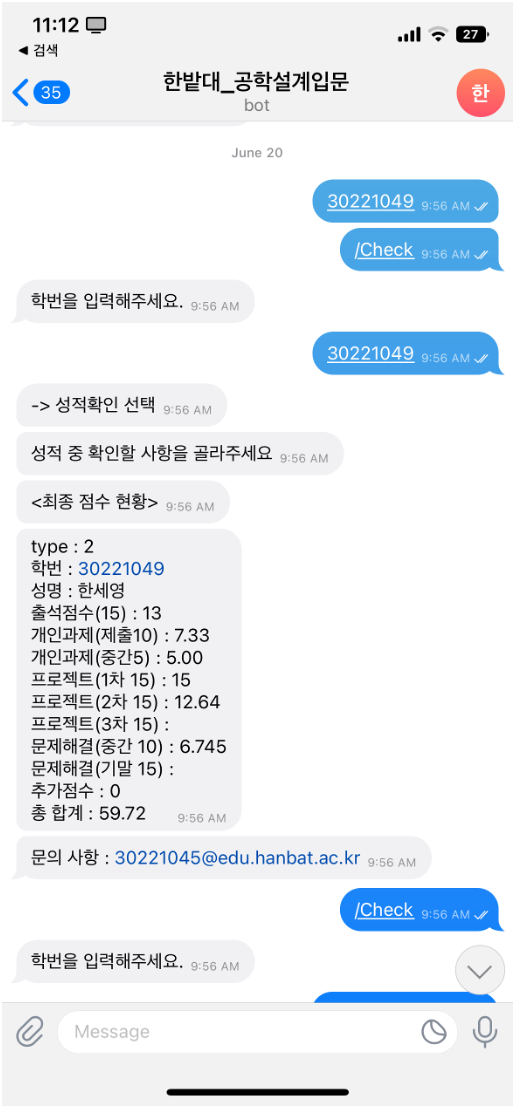 11:12
27
◀ 검색
35
한밭대_공학설계입문
bot
한
June 20
30221049 9:56 AM
/Check 9:56 AM
학번을 입력해주세요. 9:56 AM
30221049 9:56 AM
-> 성적확인 선택 9:56 AM
성적 중 확인할 사항을 골라주세요 9:56 AM
<최종 점수 현황> 9:56 AM
type : 2
학번 : 30221049
성명 : 한세영
출석점수(15) : 13
개인과제(제출10) : 7.33
개인과제(중간5) : 5.00
프로젝트(1차 15) : 15
프로젝트(2차 15) : 12.64
프로젝트(3차 15) :
문제해결(중간 10) : 6.745
문제해결(기말 15) :
추가점수 : 0
총 합계 : 59.72 9:56 AM
문의 사항 : 30221045@edu.hanbat.ac.kr 9:56 AM
/Check 9:56 AM
학번을 입력해주세요. 9:56 AM
Message